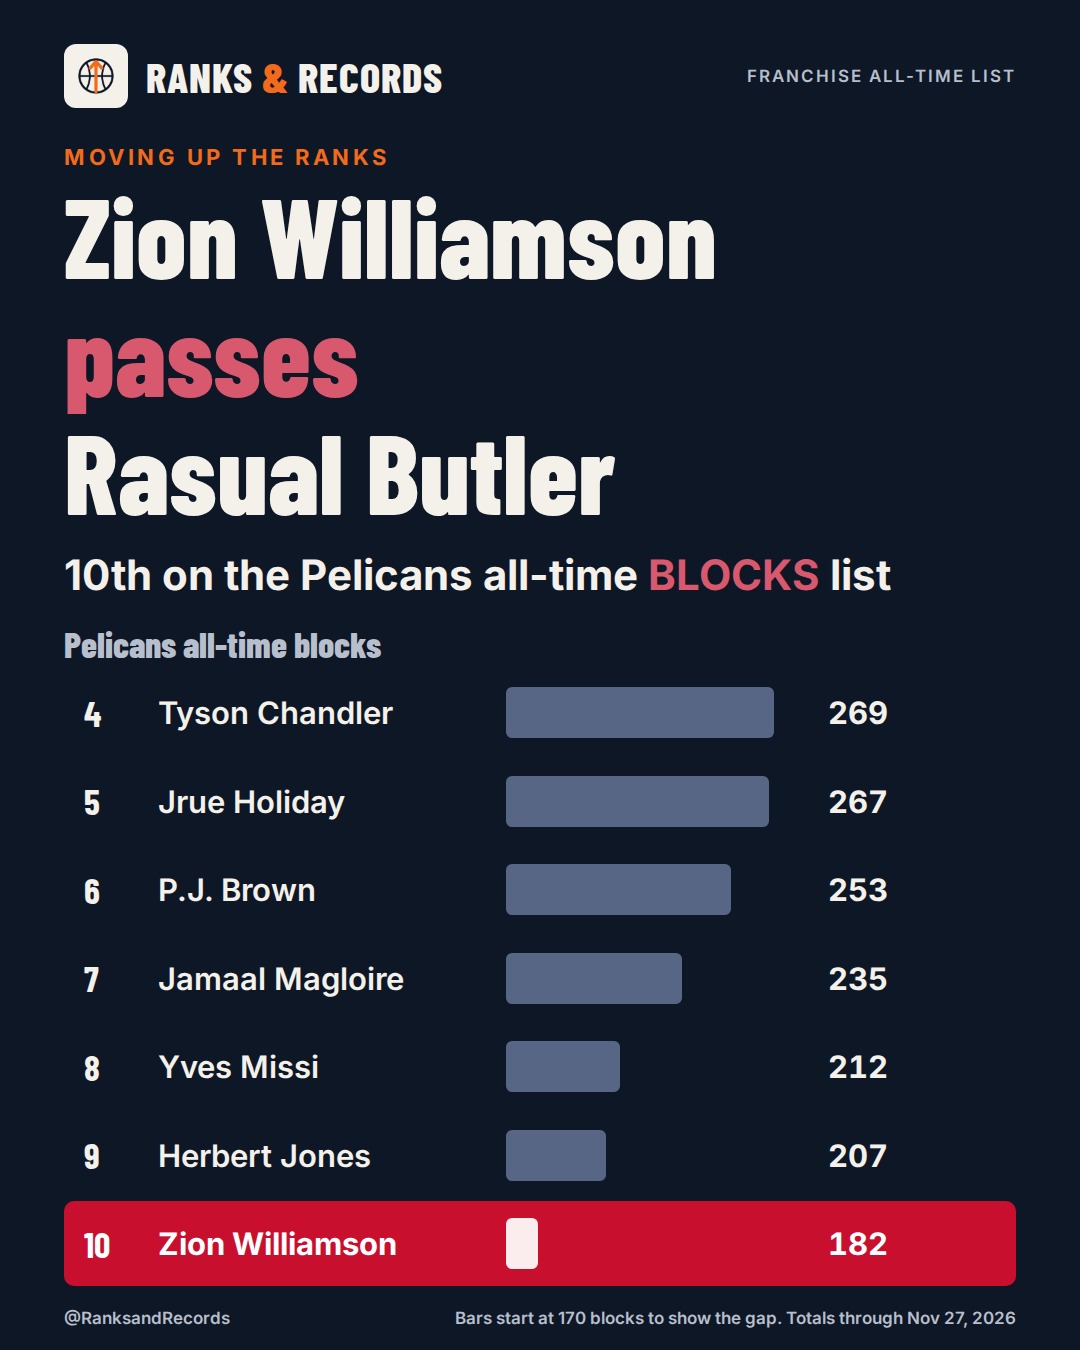 RANKS & RECORDS
FRANCHISE ALL-TIME LIST
MOVING UP THE RANKS
Zion Williamson
passes
Rasual Butler
10th on the Pelicans all-time BLOCKS list
Pelicans all-time blocks
4 Tyson Chandler 269
5 Jrue Holiday 267
6 P.J. Brown 253
7 Jamaal Magloire 235
8 Yves Missi 212
9 Herbert Jones 207
10 Zion Williamson 182
@RanksandRecords
Bars start at 170 blocks to show the gap. Totals through Nov 27, 2026